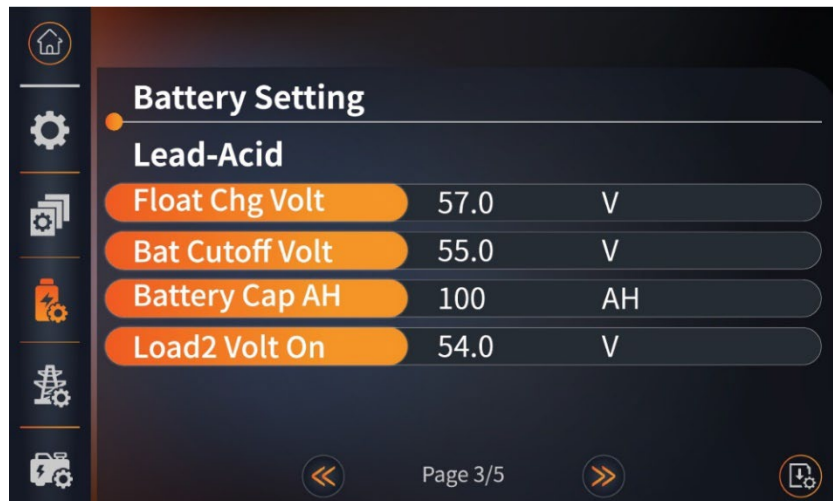 Battery Setting
Lead-Acid
Float Chg Volt 57.0 V
Bat Cutoff Volt 55.0 V
Battery Cap AH 100 AH
Load2 Volt On 54.0 V
Page 3/5